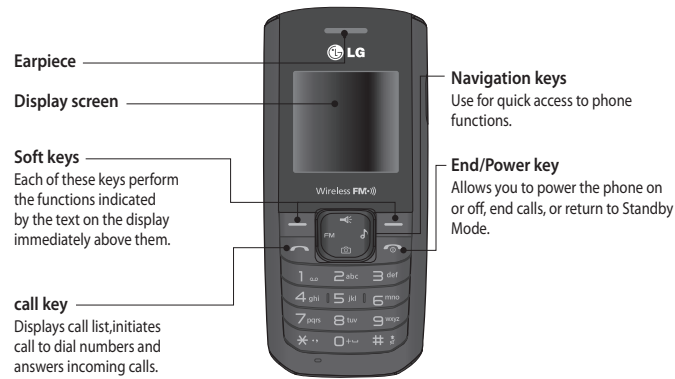 Earpiece
Display screen
Soft keys
Each of these keys perform
the functions indicated
by the text on the display
immediately above them.
call key
Displays call list,initiates
call to dial numbers and
answers incoming calls.
LG
Wireless FM
FM
1
2abc
3 def
4 ghi
5 jkl
6 mno
7 pqrs
8 tuv
9 wxyz
*
0+
#
Navigation keys
Use for quick access to phone
functions.
End/Power key
Allows you to power the phone on
or off, end calls, or return to Standby
Mode.